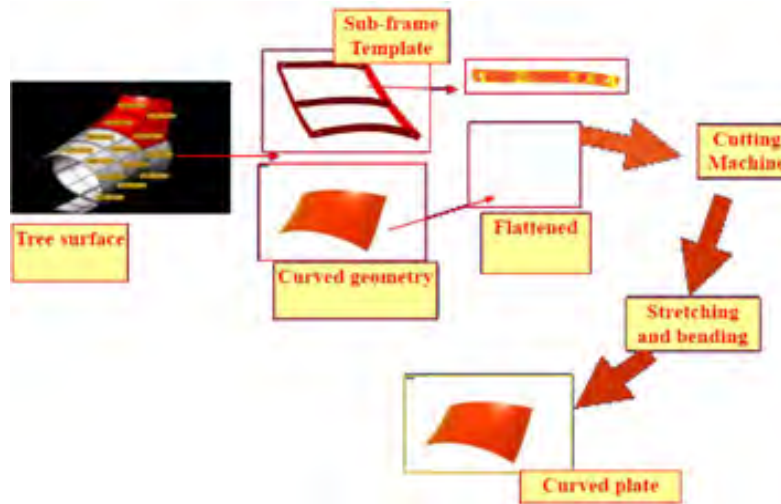 Sub-frame
Template
Tree surface
Curved geometry
Flattened
Cutting
Machine
Stretching
and bending
Curved plate